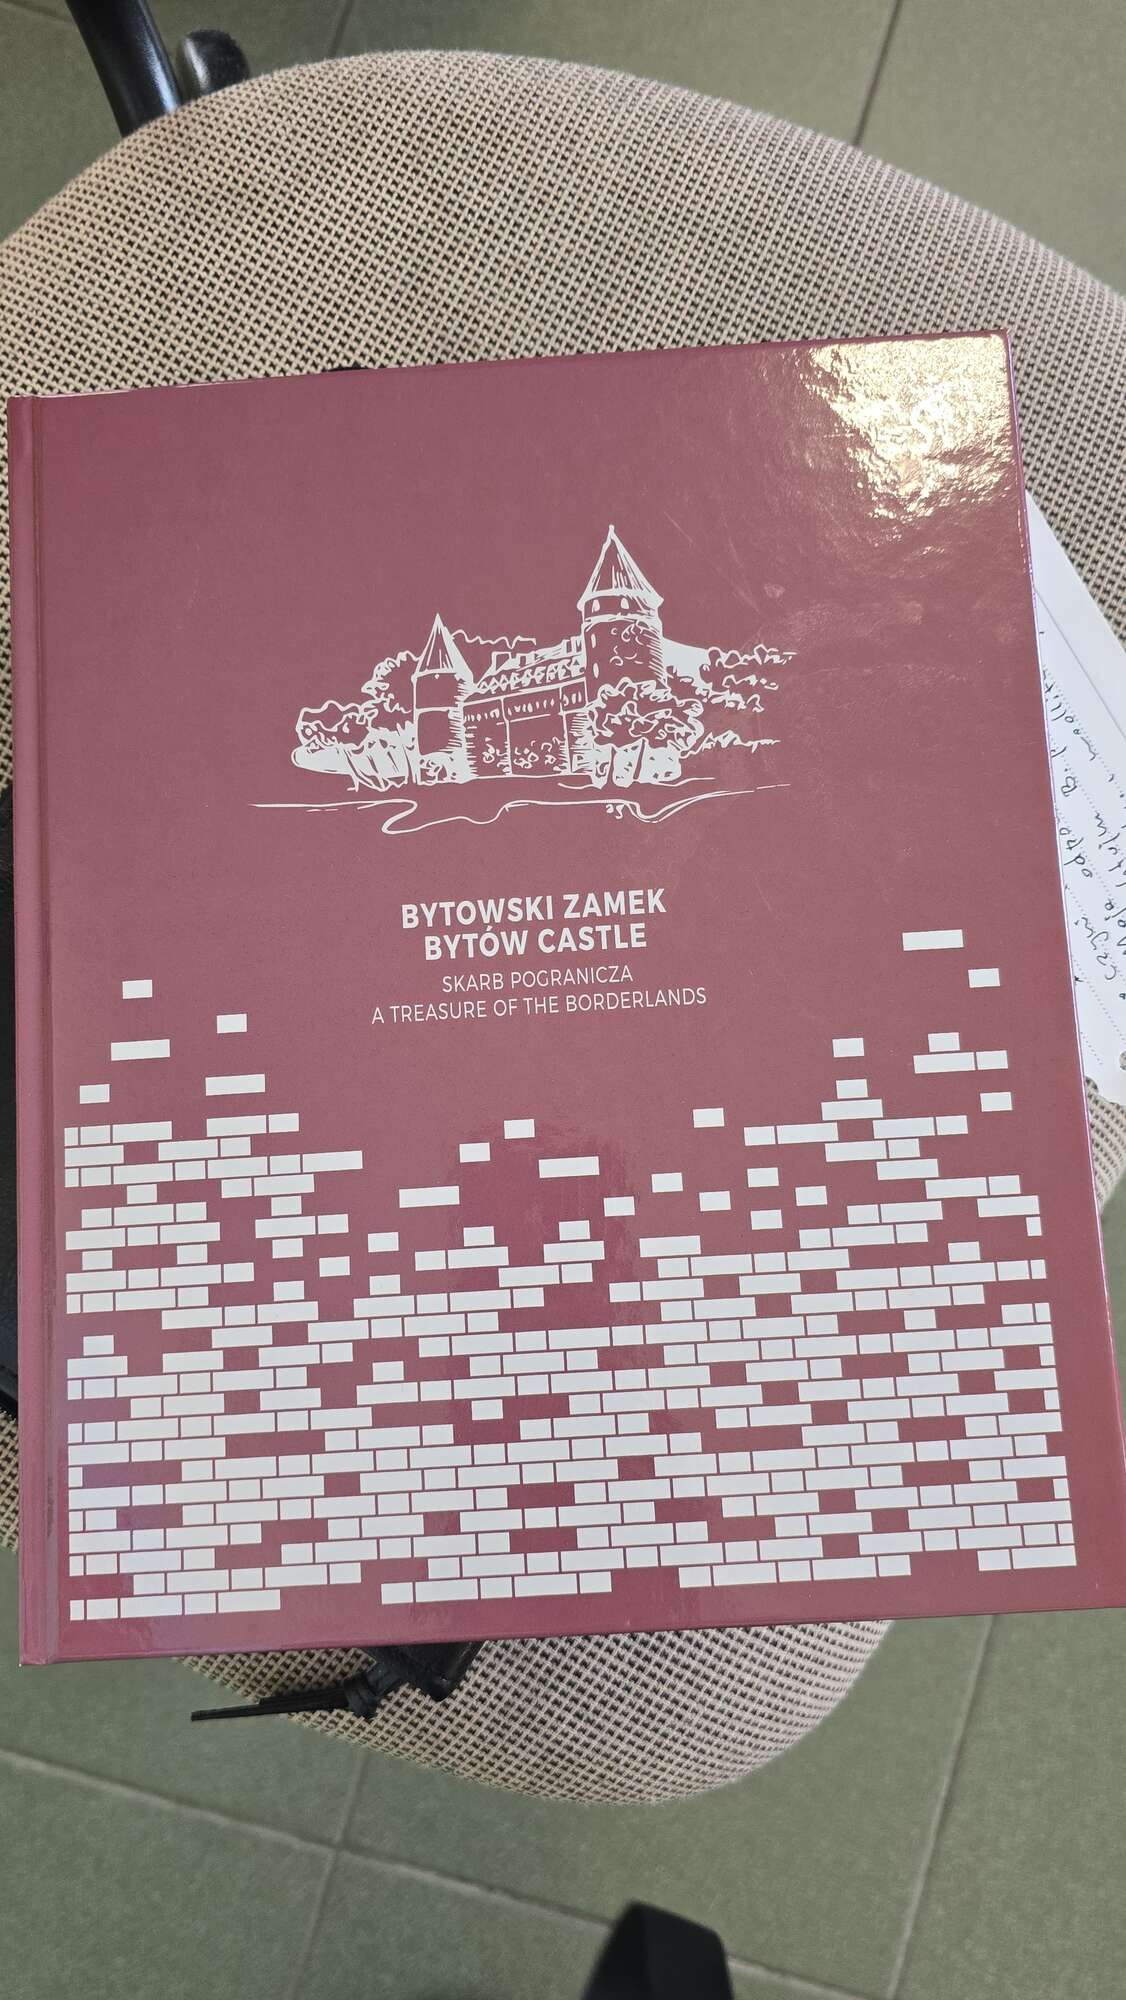 BYTOWSKI ZAMEK
BYTÓW CASTLE
SKARB POGRANICZA
A TREASURE OF THE BORDERLANDS